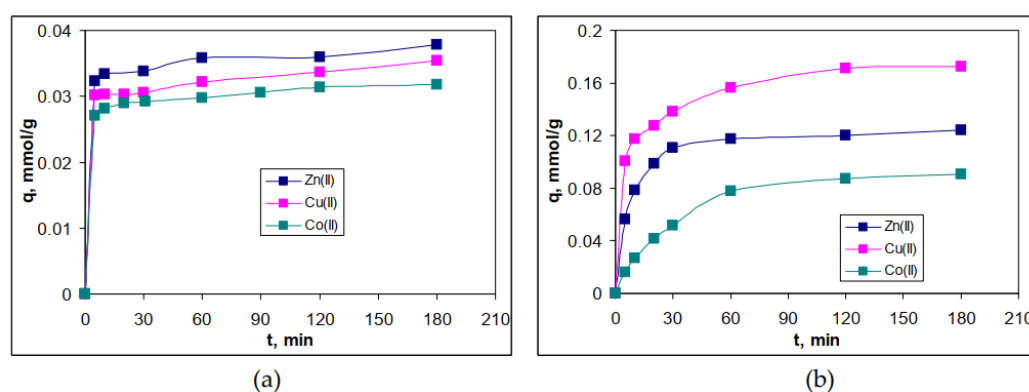 0.04
0.03
0.02
0.01
0
q, mmol/g
0 30 60 90 120 150 180 210
t, min
Zn(II)
Cu(II)
Co(II)
(a)
0.2
0.16
0.12
0.08
0.04
0
q, mmol/g
0 30 60 90 120 150 180 210
t, min
Zn(II)
Cu(II)
Co(II)
(b)